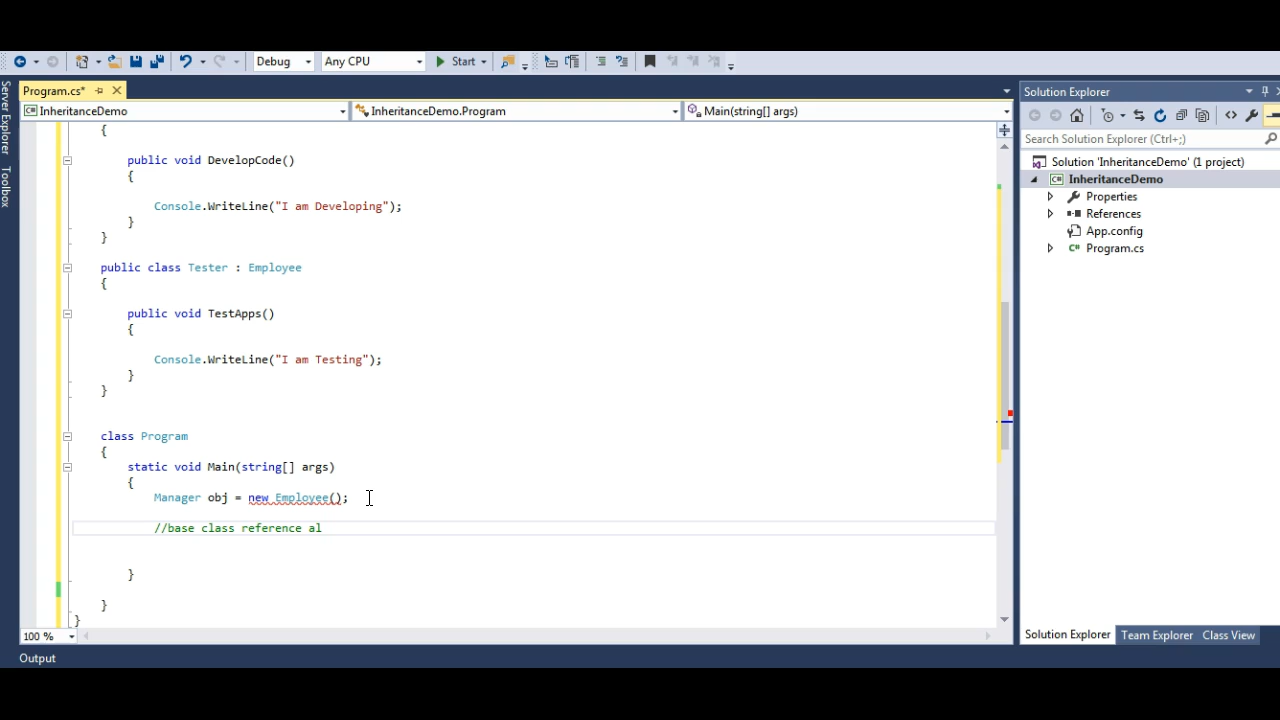 Debug Any CPU Start
Program.cs*
InheritanceDemo InheritanceDemo.Program Main(string[] args)
{
public void DevelopCode()
{
Console.WriteLine("I am Developing");
}
}
public class Tester : Employee
{
public void TestApps()
{
Console.WriteLine("I am Testing");
}
}
class Program
{
static void Main(string[] args)
{
Manager obj = new Employee();
//base class reference al
}
}
}
100 %
Output
Server Explorer
Toolbox
Solution Explorer
Search Solution Explorer (Ctrl+;)
Solution 'InheritanceDemo' (1 project)
C# InheritanceDemo
Properties
References
App.config
C# Program.cs
Solution Explorer Team Explorer Class View